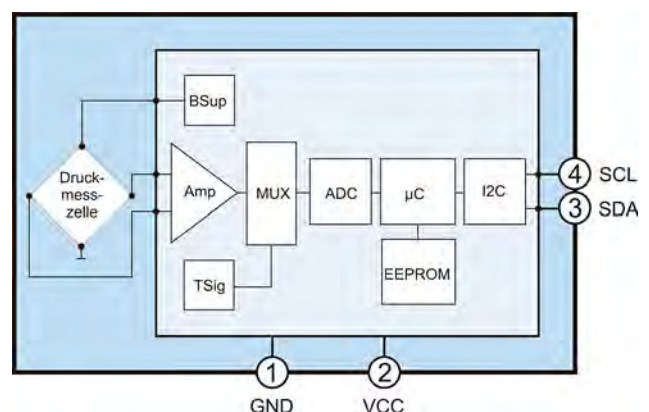 BSup
Druck-
mess-
zelle
Amp
MUX
ADC
µC
I2C
4 SCL
3 SDA
TSig
EEPROM
1
2
GND
VCC